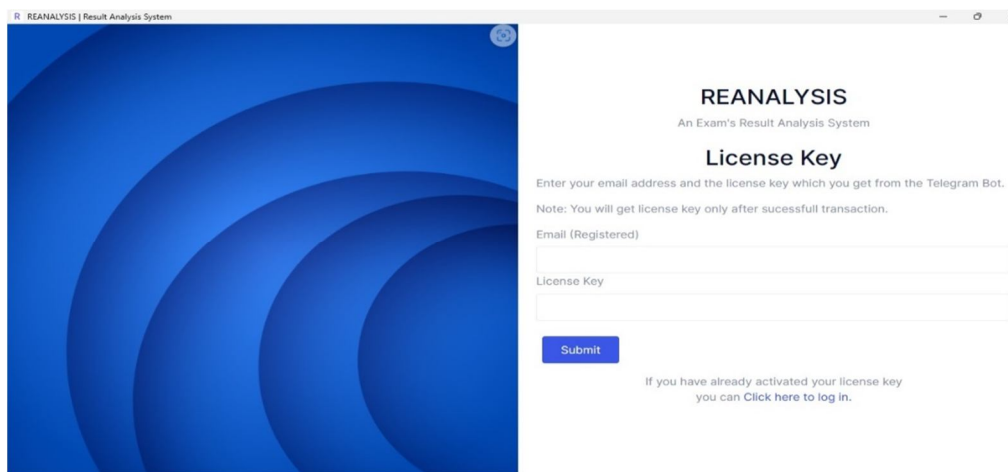 R REANALYSIS | Result Analysis System
REANALYSIS
An Exam's Result Analysis System
License Key
Enter your email address and the license key which you get from the Telegram Bot.
Note: You will get license key only after sucessfull transaction.
Email (Registered)
License Key
Submit
If you have already activated your license key
you can Click here to log in.